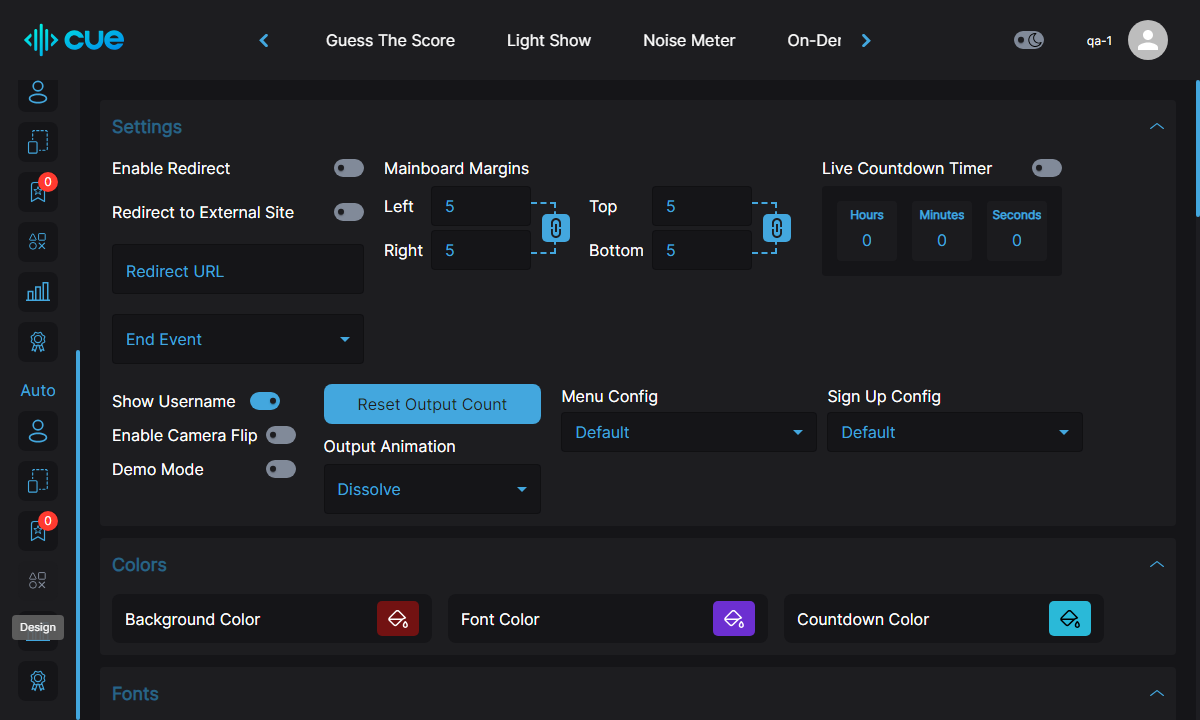 cue
Guess The Score
Light Show
Noise Meter
On-Der
qa-1
0
Auto
0
Design
Settings
Enable Redirect
Redirect to External Site
Redirect URL
End Event
Mainboard Margins
Left 5
Right 5
Top 5
Bottom 5
Live Countdown Timer
Hours Minutes Seconds
0 0 0
Show Username
Enable Camera Flip
Demo Mode
Reset Output Count
Output Animation
Dissolve
Menu Config
Default
Sign Up Config
Default
Colors
Background Color
Font Color
Countdown Color
Fonts